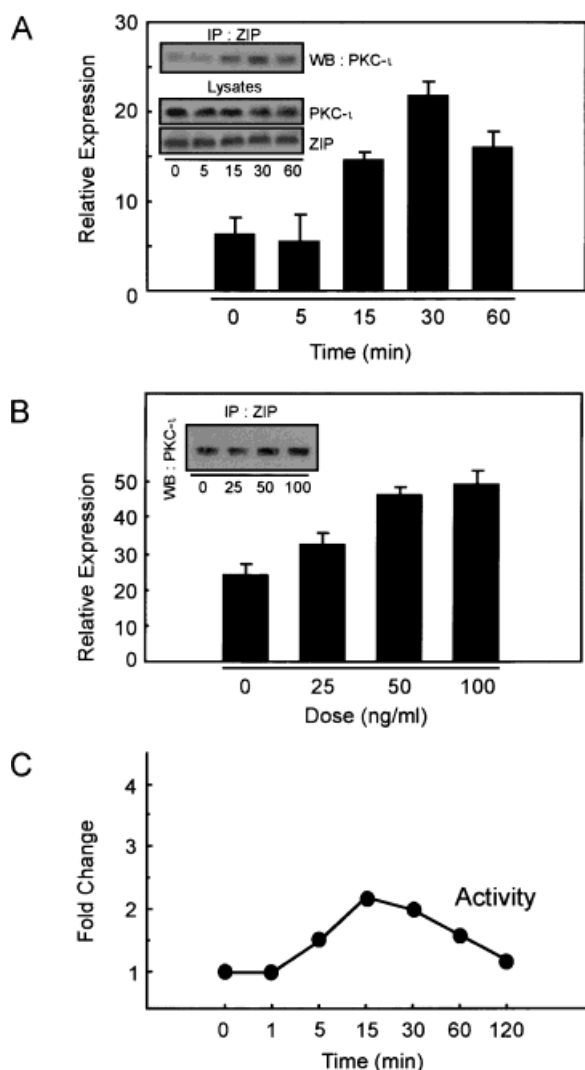 A
Relative Expression
30
20
10
0
IP : ZIP
WB : PKC-ι
Lysates
PKC-ι
ZIP
0 5 15 30 60
0 5 15 30 60
Time (min)
B
Relative Expression
50
40
30
20
10
0
IP : ZIP
WB : PKC-ι
0 25 50 100
0 25 50 100
Dose (ng/ml)
C
Fold Change
4
3
2
1
Activity
0 1 5 15 30 60 120
Time (min)